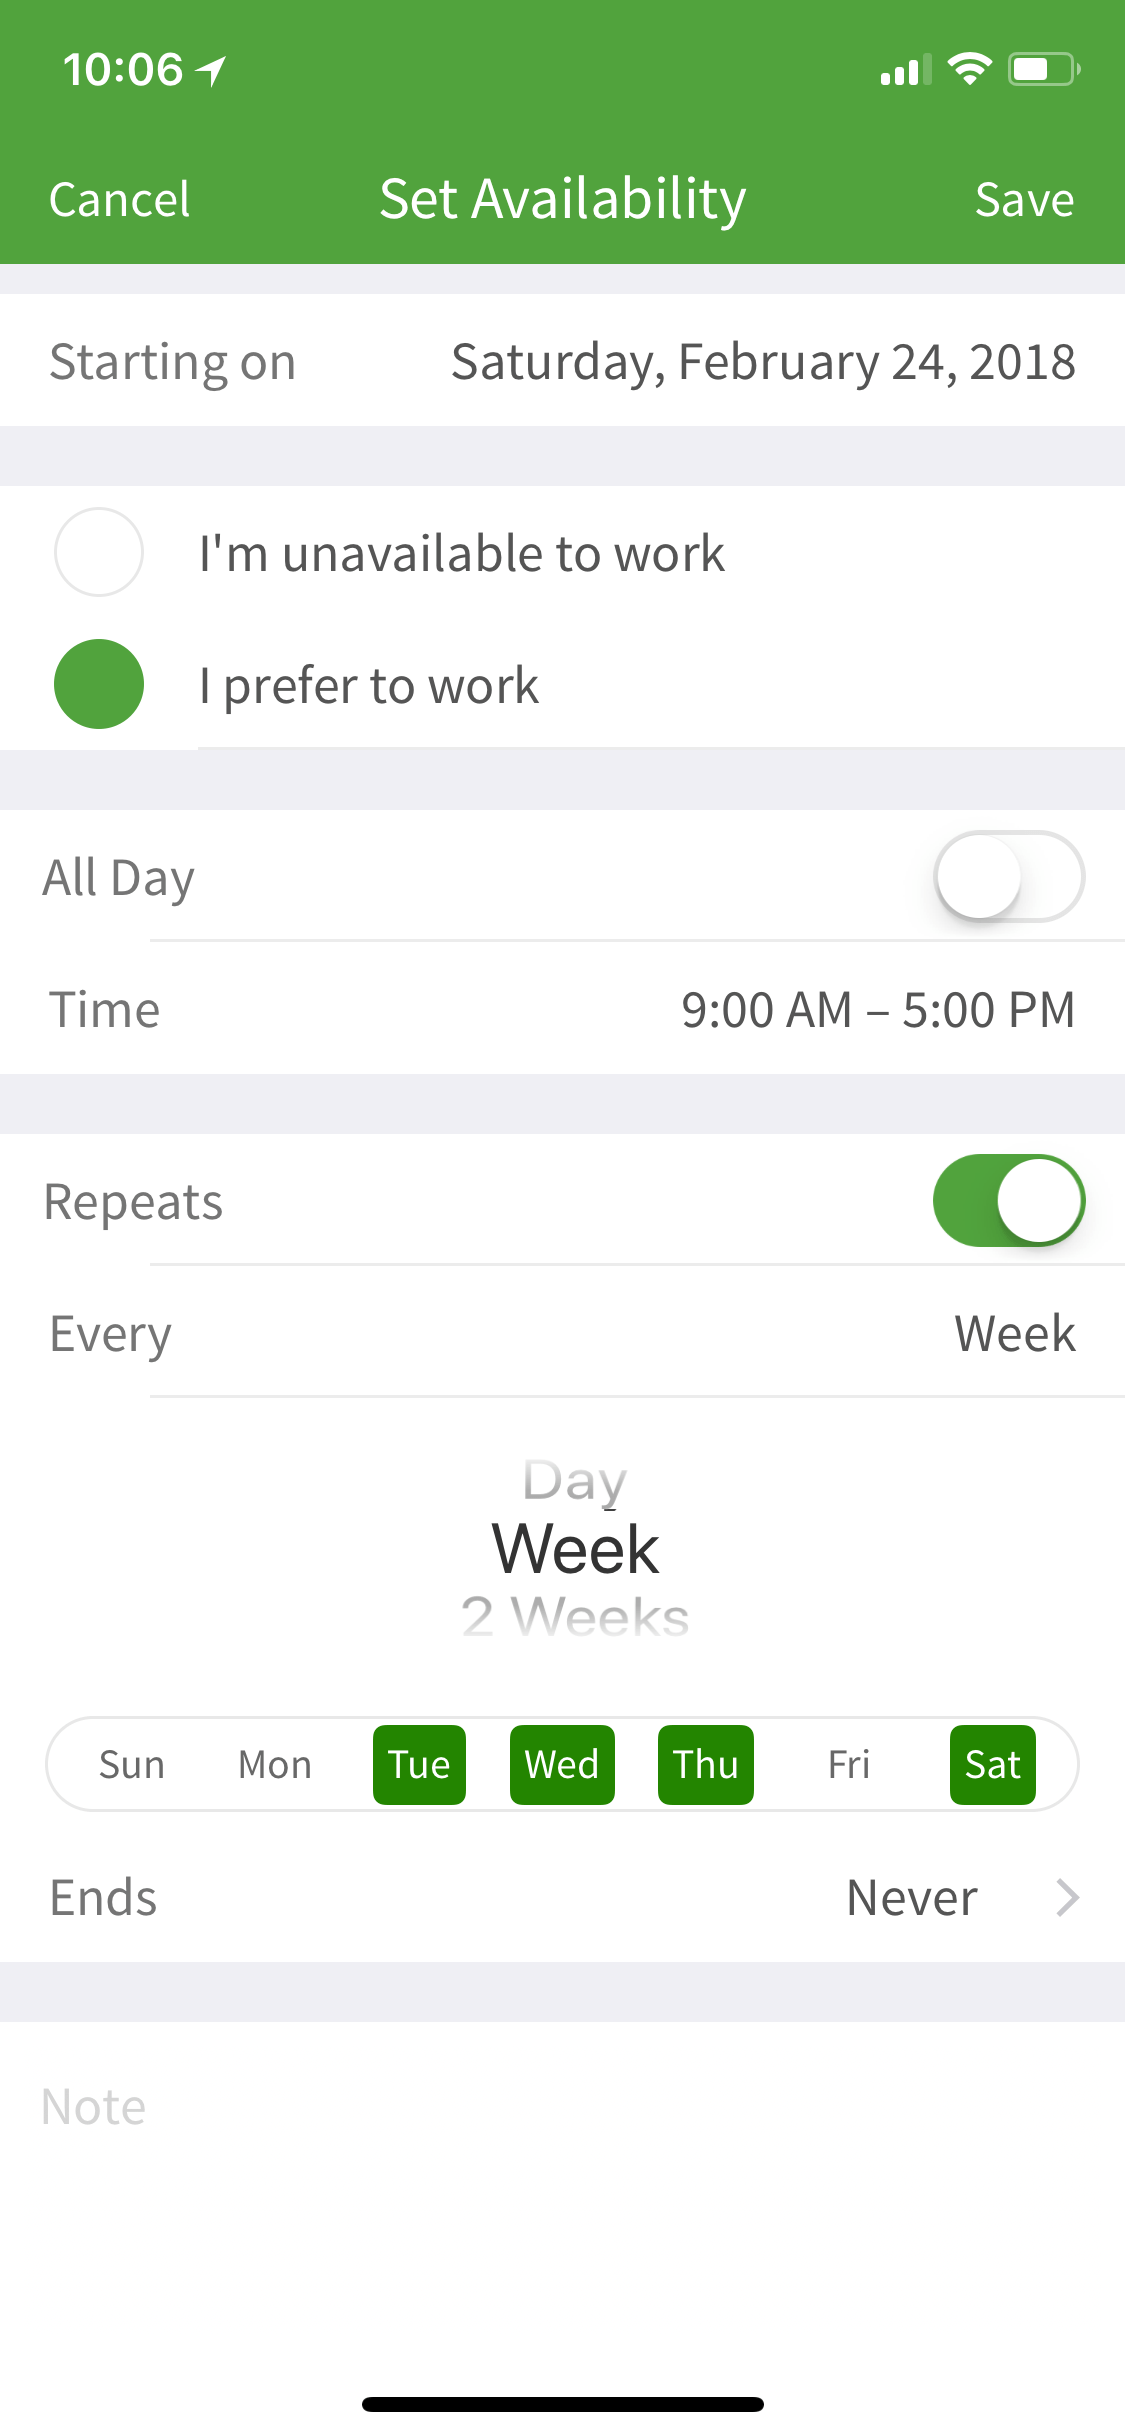 10:06
Cancel Set Availability Save
Starting on Saturday, February 24, 2018
I'm unavailable to work
I prefer to work
All Day
Time 9:00 AM – 5:00 PM
Repeats
Every Week
Day
Week
2 Weeks
Sun Mon Tue Wed Thu Fri Sat
Ends Never
Note